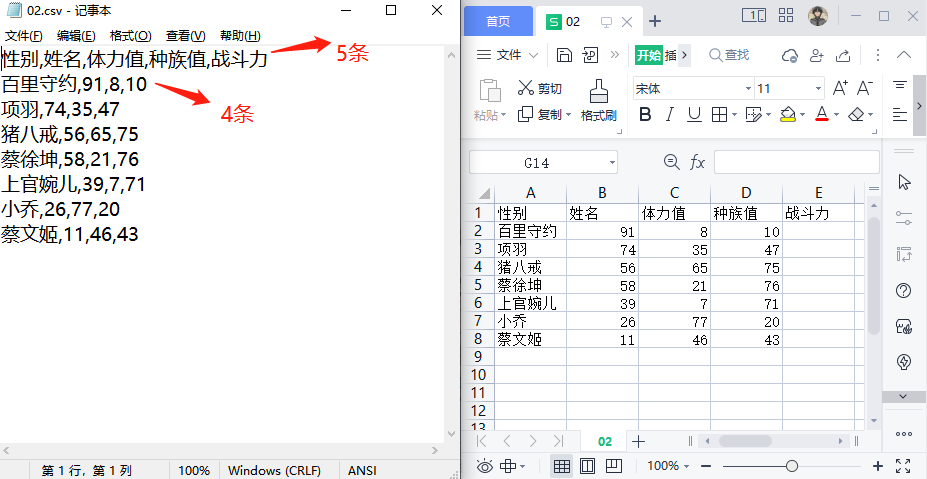 02.csv - 记事本
文件(F) 编辑(E) 格式(O) 查看(V) 帮助(H)
性别,姓名,体力值,种族值,战斗力
5条
百里守约,91,8,10
4条
项羽,74,35,47
猪八戒,56,65,75
蔡徐坤,58,21,76
上官婉儿,39,7,71
小乔,26,77,20
蔡文姬,11,46,43
第 1 行，第 1 列 100% Windows (CRLF) ANSI
首页 S 02 + 1
文件 开始 插 查找
粘贴 剪切 复制 格式刷 宋体 11 A+ A-
B I U A
G14 fx
A B C D E
1 性别 姓名 体力值 种族值 战斗力
2 百里守约 91 8 10
3 项羽 74 35 47
4 猪八戒 56 65 75
5 蔡徐坤 58 21 76
6 上官婉儿 39 7 71
7 小乔 26 77 20
8 蔡文姬 11 46 43
9
10
11
12
13
02 +
100% - +